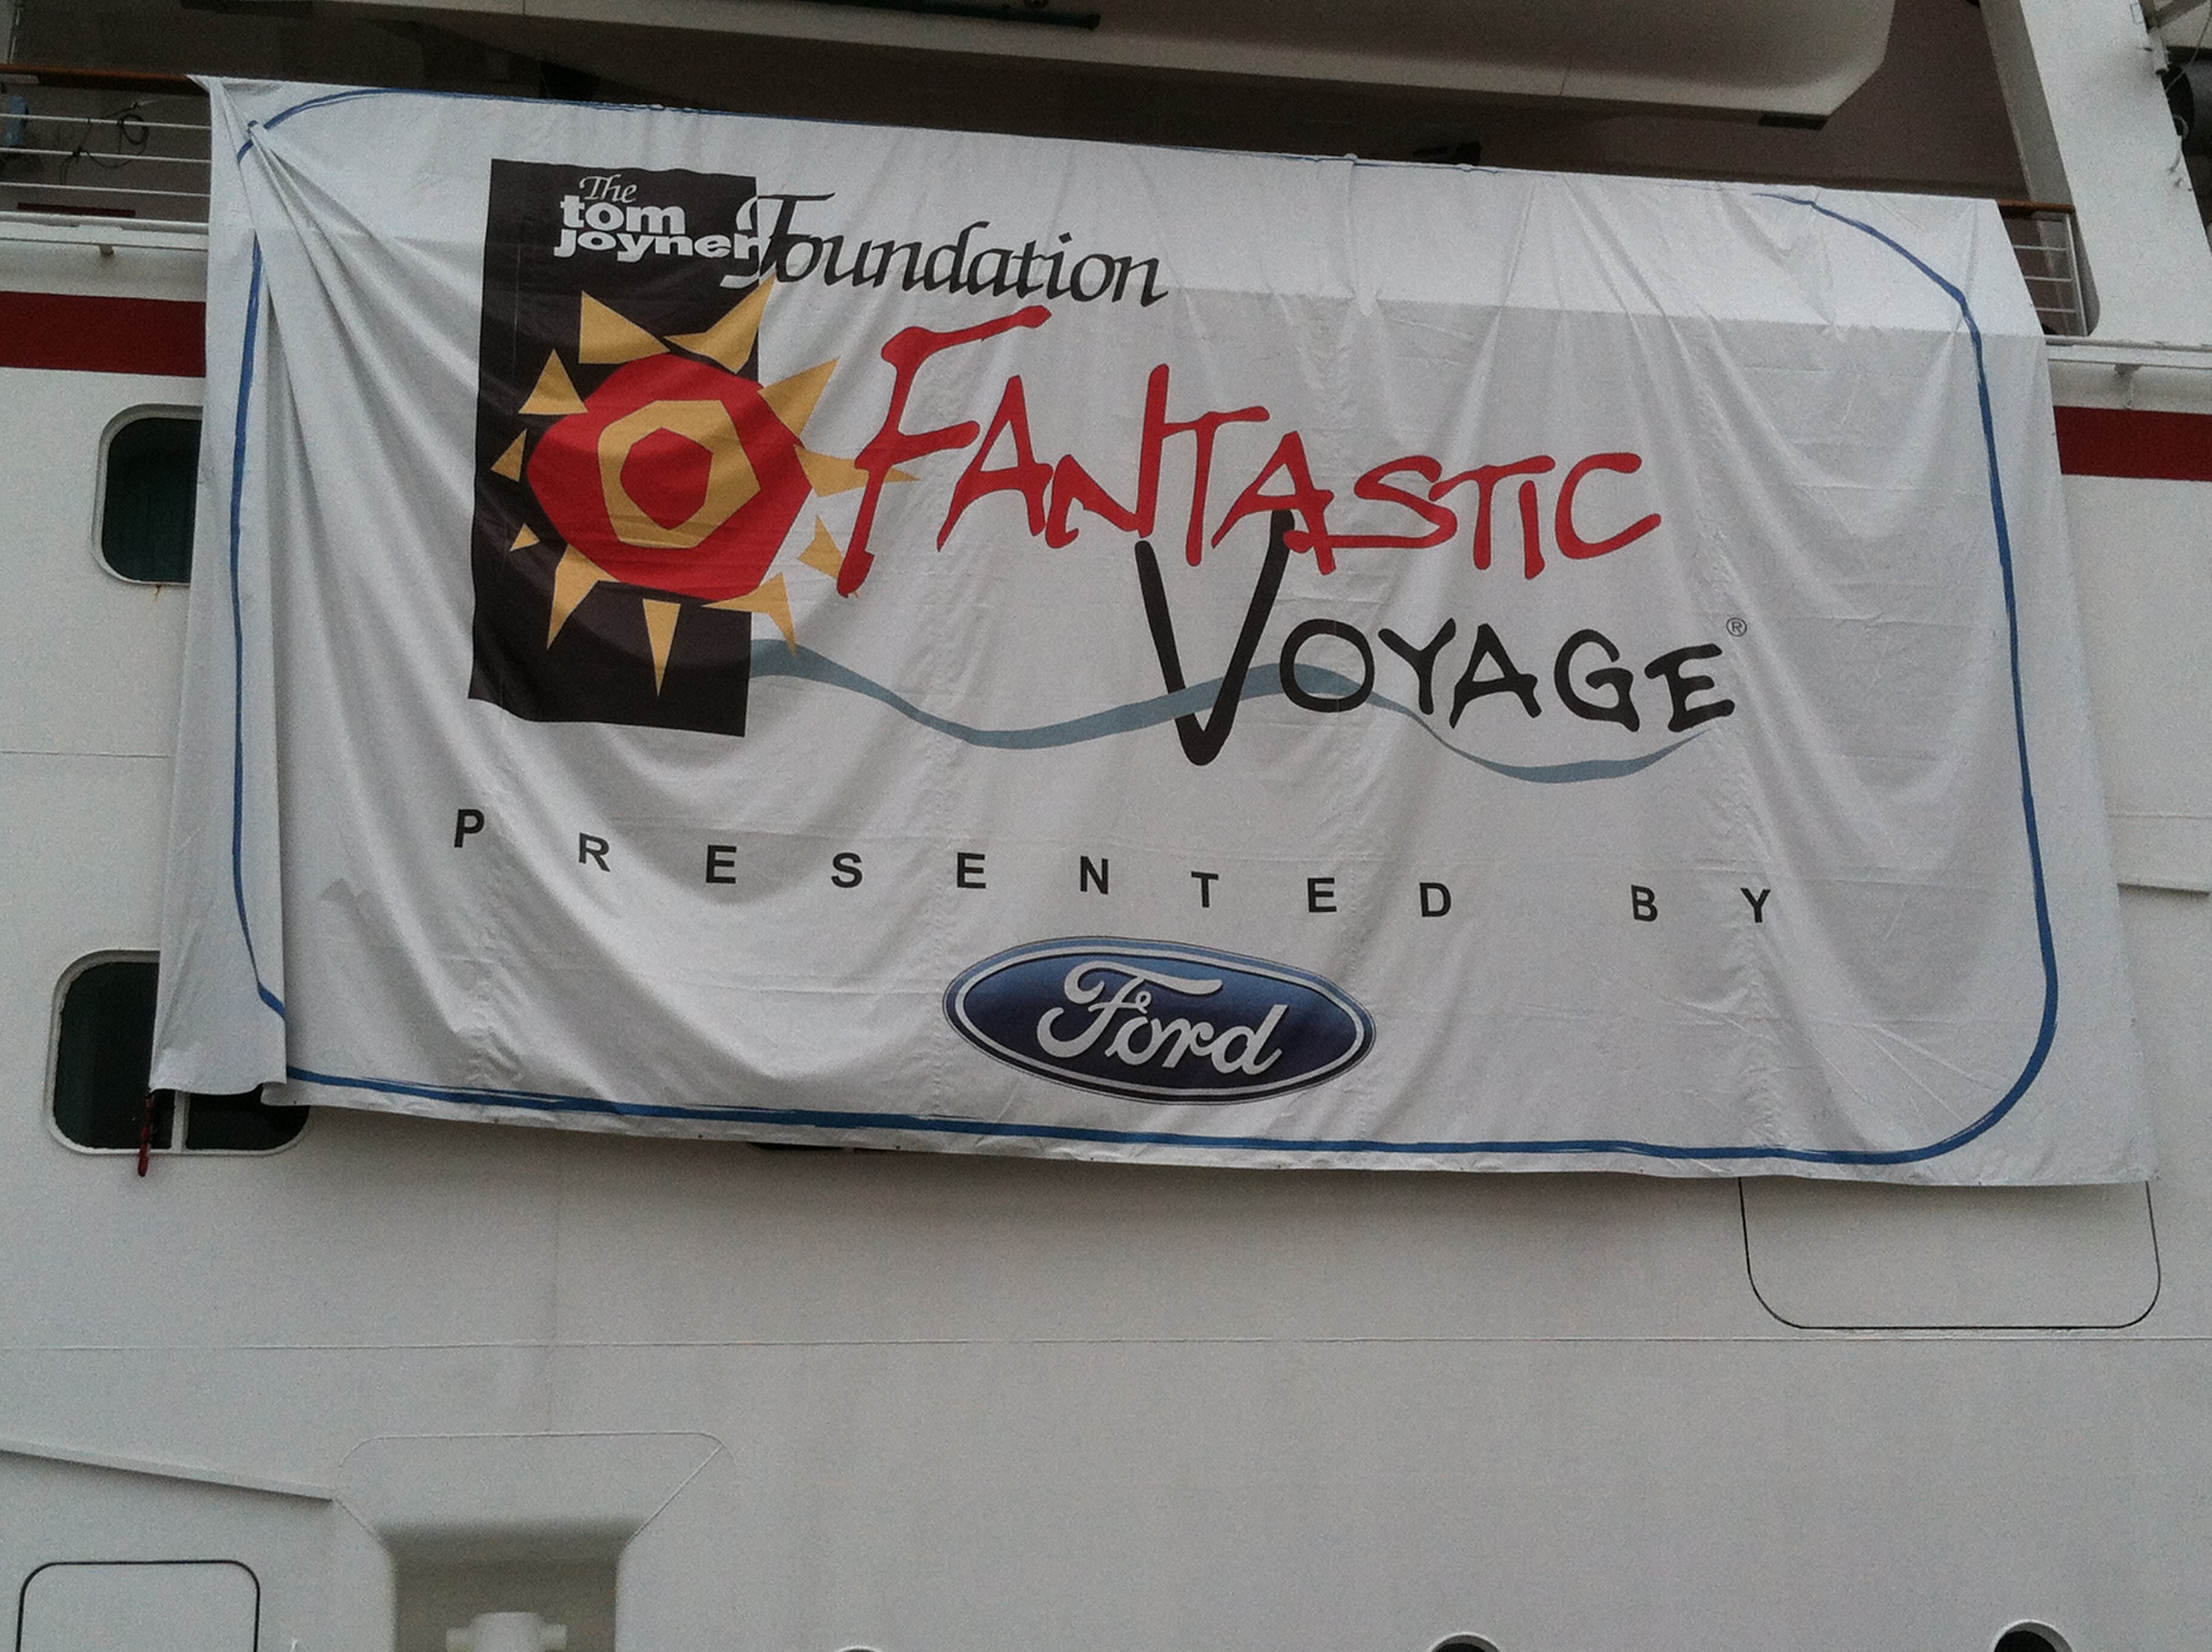 The
tom
joyner Foundation
FANTASTIC
VOYAGE®
PRESENTED BY
Ford